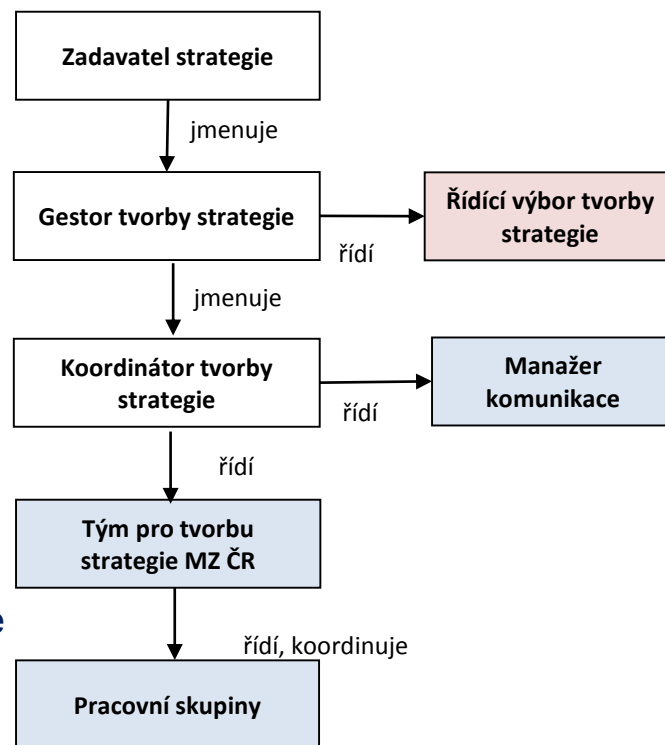 Zadavatel strategie
jmenuje
Gestor tvorby strategie
Řídící výbor tvorby
strategie
řídí
jmenuje
Koordinátor tvorby
strategie
Manažer
komunikace
řídí
řídí
Tým pro tvorbu
strategie MZ ČR
e
řídí, koordinuje
Pracovní skupiny